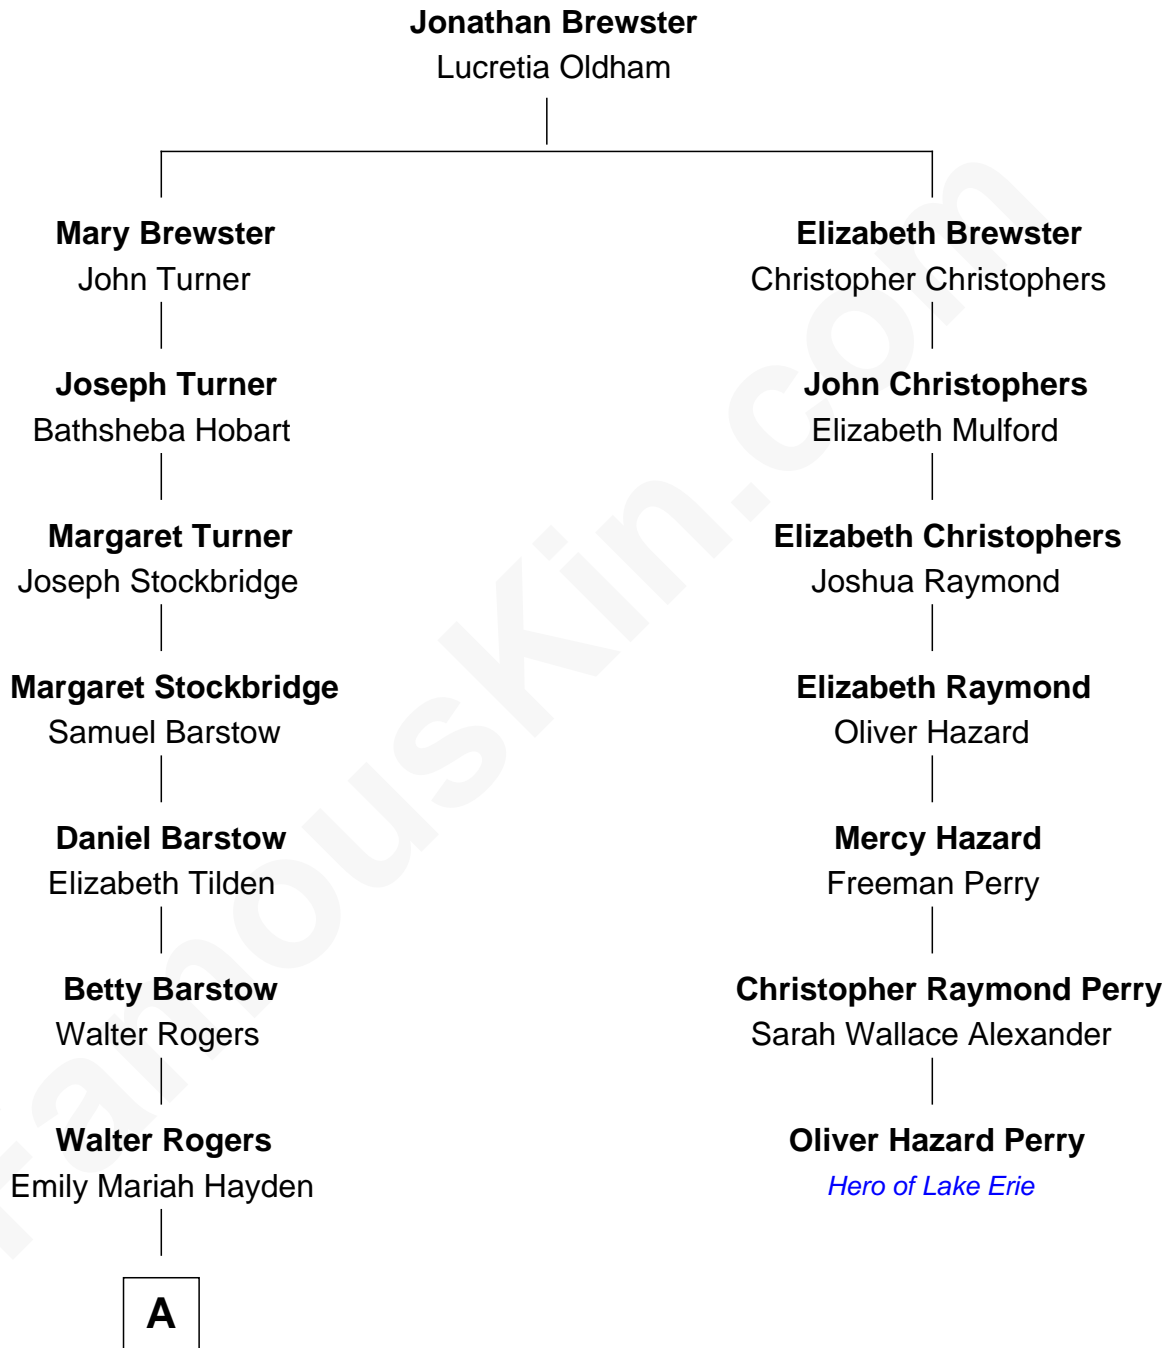 Jonathan Brewster
Lucretia Oldham
Mary Brewster
John Turner
Elizabeth Brewster
Christopher Christophers
Joseph Turner
Bathsheba Hobart
John Christophers
Elizabeth Mulford
Margaret Turner
Joseph Stockbridge
Elizabeth Christophers
Joshua Raymond
Margaret Stockbridge
Samuel Barstow
Elizabeth Raymond
Oliver Hazard
Daniel Barstow
Elizabeth Tilden
Mercy Hazard
Freeman Perry
Betty Barstow
Walter Rogers
Christopher Raymond Perry
Sarah Wallace Alexander
Walter Rogers
Emily Mariah Hayden
Oliver Hazard Perry
Hero of Lake Erie
A
FamousKin.com